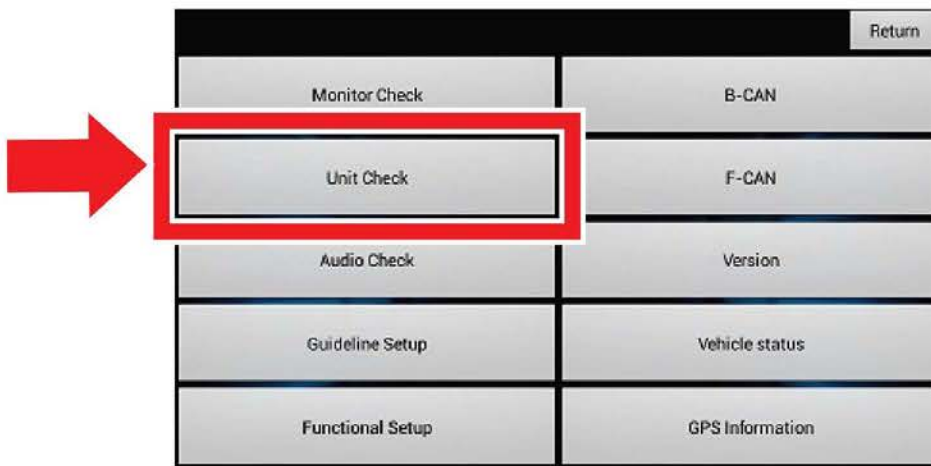 Return
Monitor Check
B-CAN
Unit Check
F-CAN
Audio Check
Version
Guideline Setup
Vehicle status
Functional Setup
GPS Information